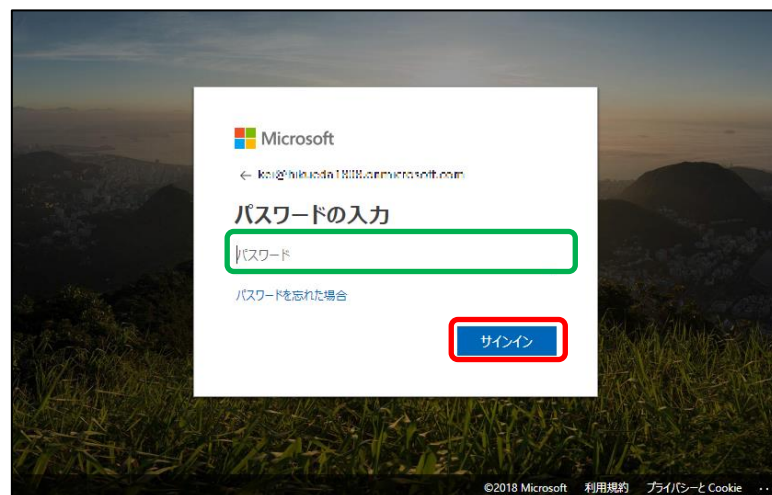 Microsoft
←
パスワードの入力
パスワード
パスワードを忘れた場合
サインイン
©2018 Microsoft 利用規約 プライバシーと Cookie ...